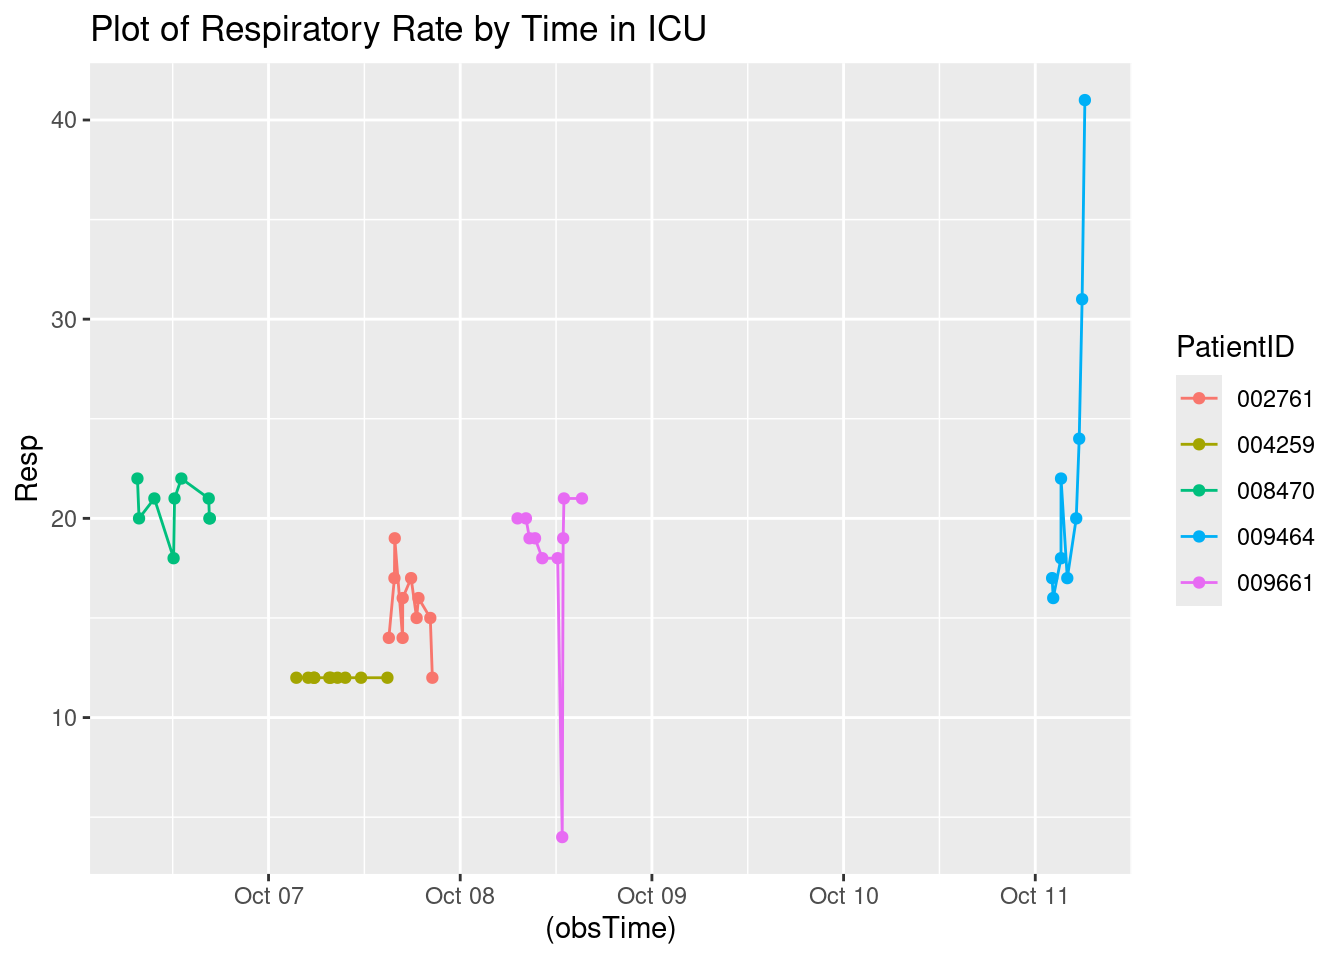 Plot of Respiratory Rate by Time in ICU
40
30
20
10
Resp
Oct 07
Oct 08
Oct 09
Oct 10
Oct 11
(obsTime)
PatientID
002761
004259
008470
009464
009661